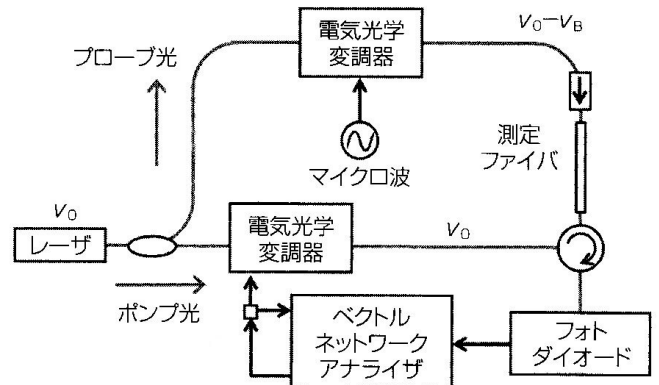 電気光学
変調器
ν₀−ν_B
プローブ光
測定
ファイバ
マイクロ波
ν₀
レーザ
電気光学
変調器
ν₀
ポンプ光
ベクトル
ネットワーク
アナライザ
フォト
ダイオード